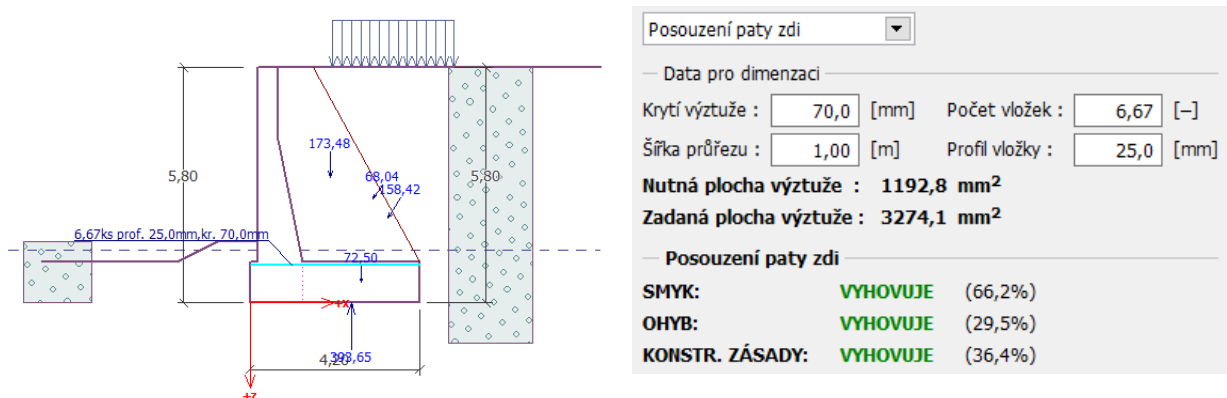 173,48
68,04
158,42
5,80
5,80
6,67ks prof. 25,0mm,kr. 70,0mm
72,50
+x
393,65
4,20
+z
Posouzení paty zdi
Data pro dimenzaci
Krytí výztuže : 70,0 [mm] Počet vložek : 6,67 [–]
Šířka průřezu : 1,00 [m] Profil vložky : 25,0 [mm]
Nutná plocha výztuže : 1192,8 mm²
Zadaná plocha výztuže : 3274,1 mm²
Posouzení paty zdi
SMYK: VYHOVUJE (66,2%)
OHYB: VYHOVUJE (29,5%)
KONSTR. ZÁSADY: VYHOVUJE (36,4%)